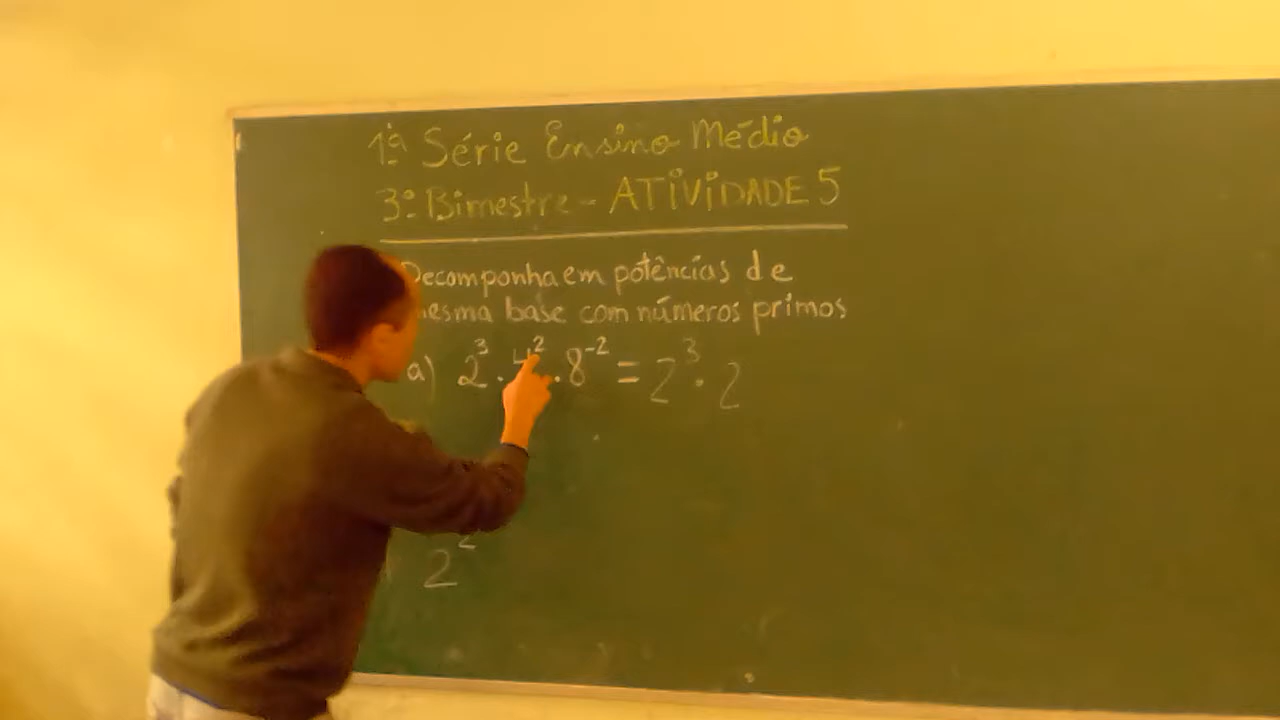 1ª Série Ensino Médio
3º Bimestre - ATIVIDADE 5
Decomponha em potências de
mesma base com números primos
a) 2³ . 4² . 8⁻² = 2³ . 2
2²